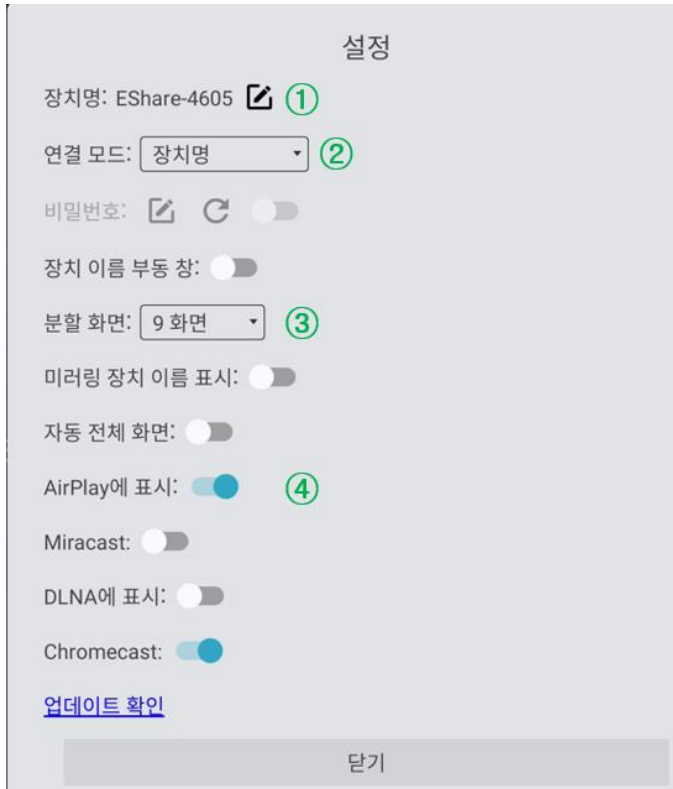 설정
장치명: EShare-4605 ①
연결 모드: 장치명 ②
비밀번호:
장치 이름 부동 창:
분할 화면: 9 화면 ③
미러링 장치 이름 표시:
자동 전체 화면:
AirPlay에 표시: ④
Miracast:
DLNA에 표시:
Chromecast:
업데이트 확인
닫기